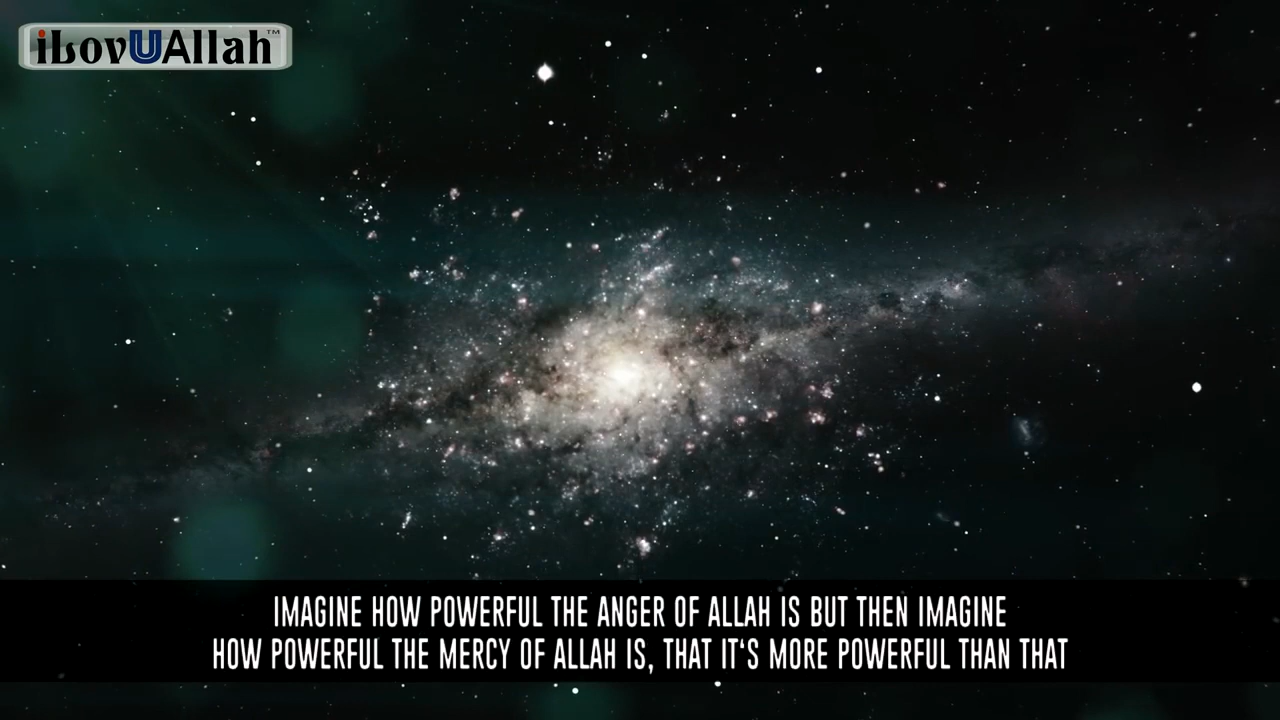 iLovUAllah™
IMAGINE HOW POWERFUL THE ANGER OF ALLAH IS BUT THEN IMAGINE
HOW POWERFUL THE MERCY OF ALLAH IS, THAT IT‘S MORE POWERFUL THAN THAT